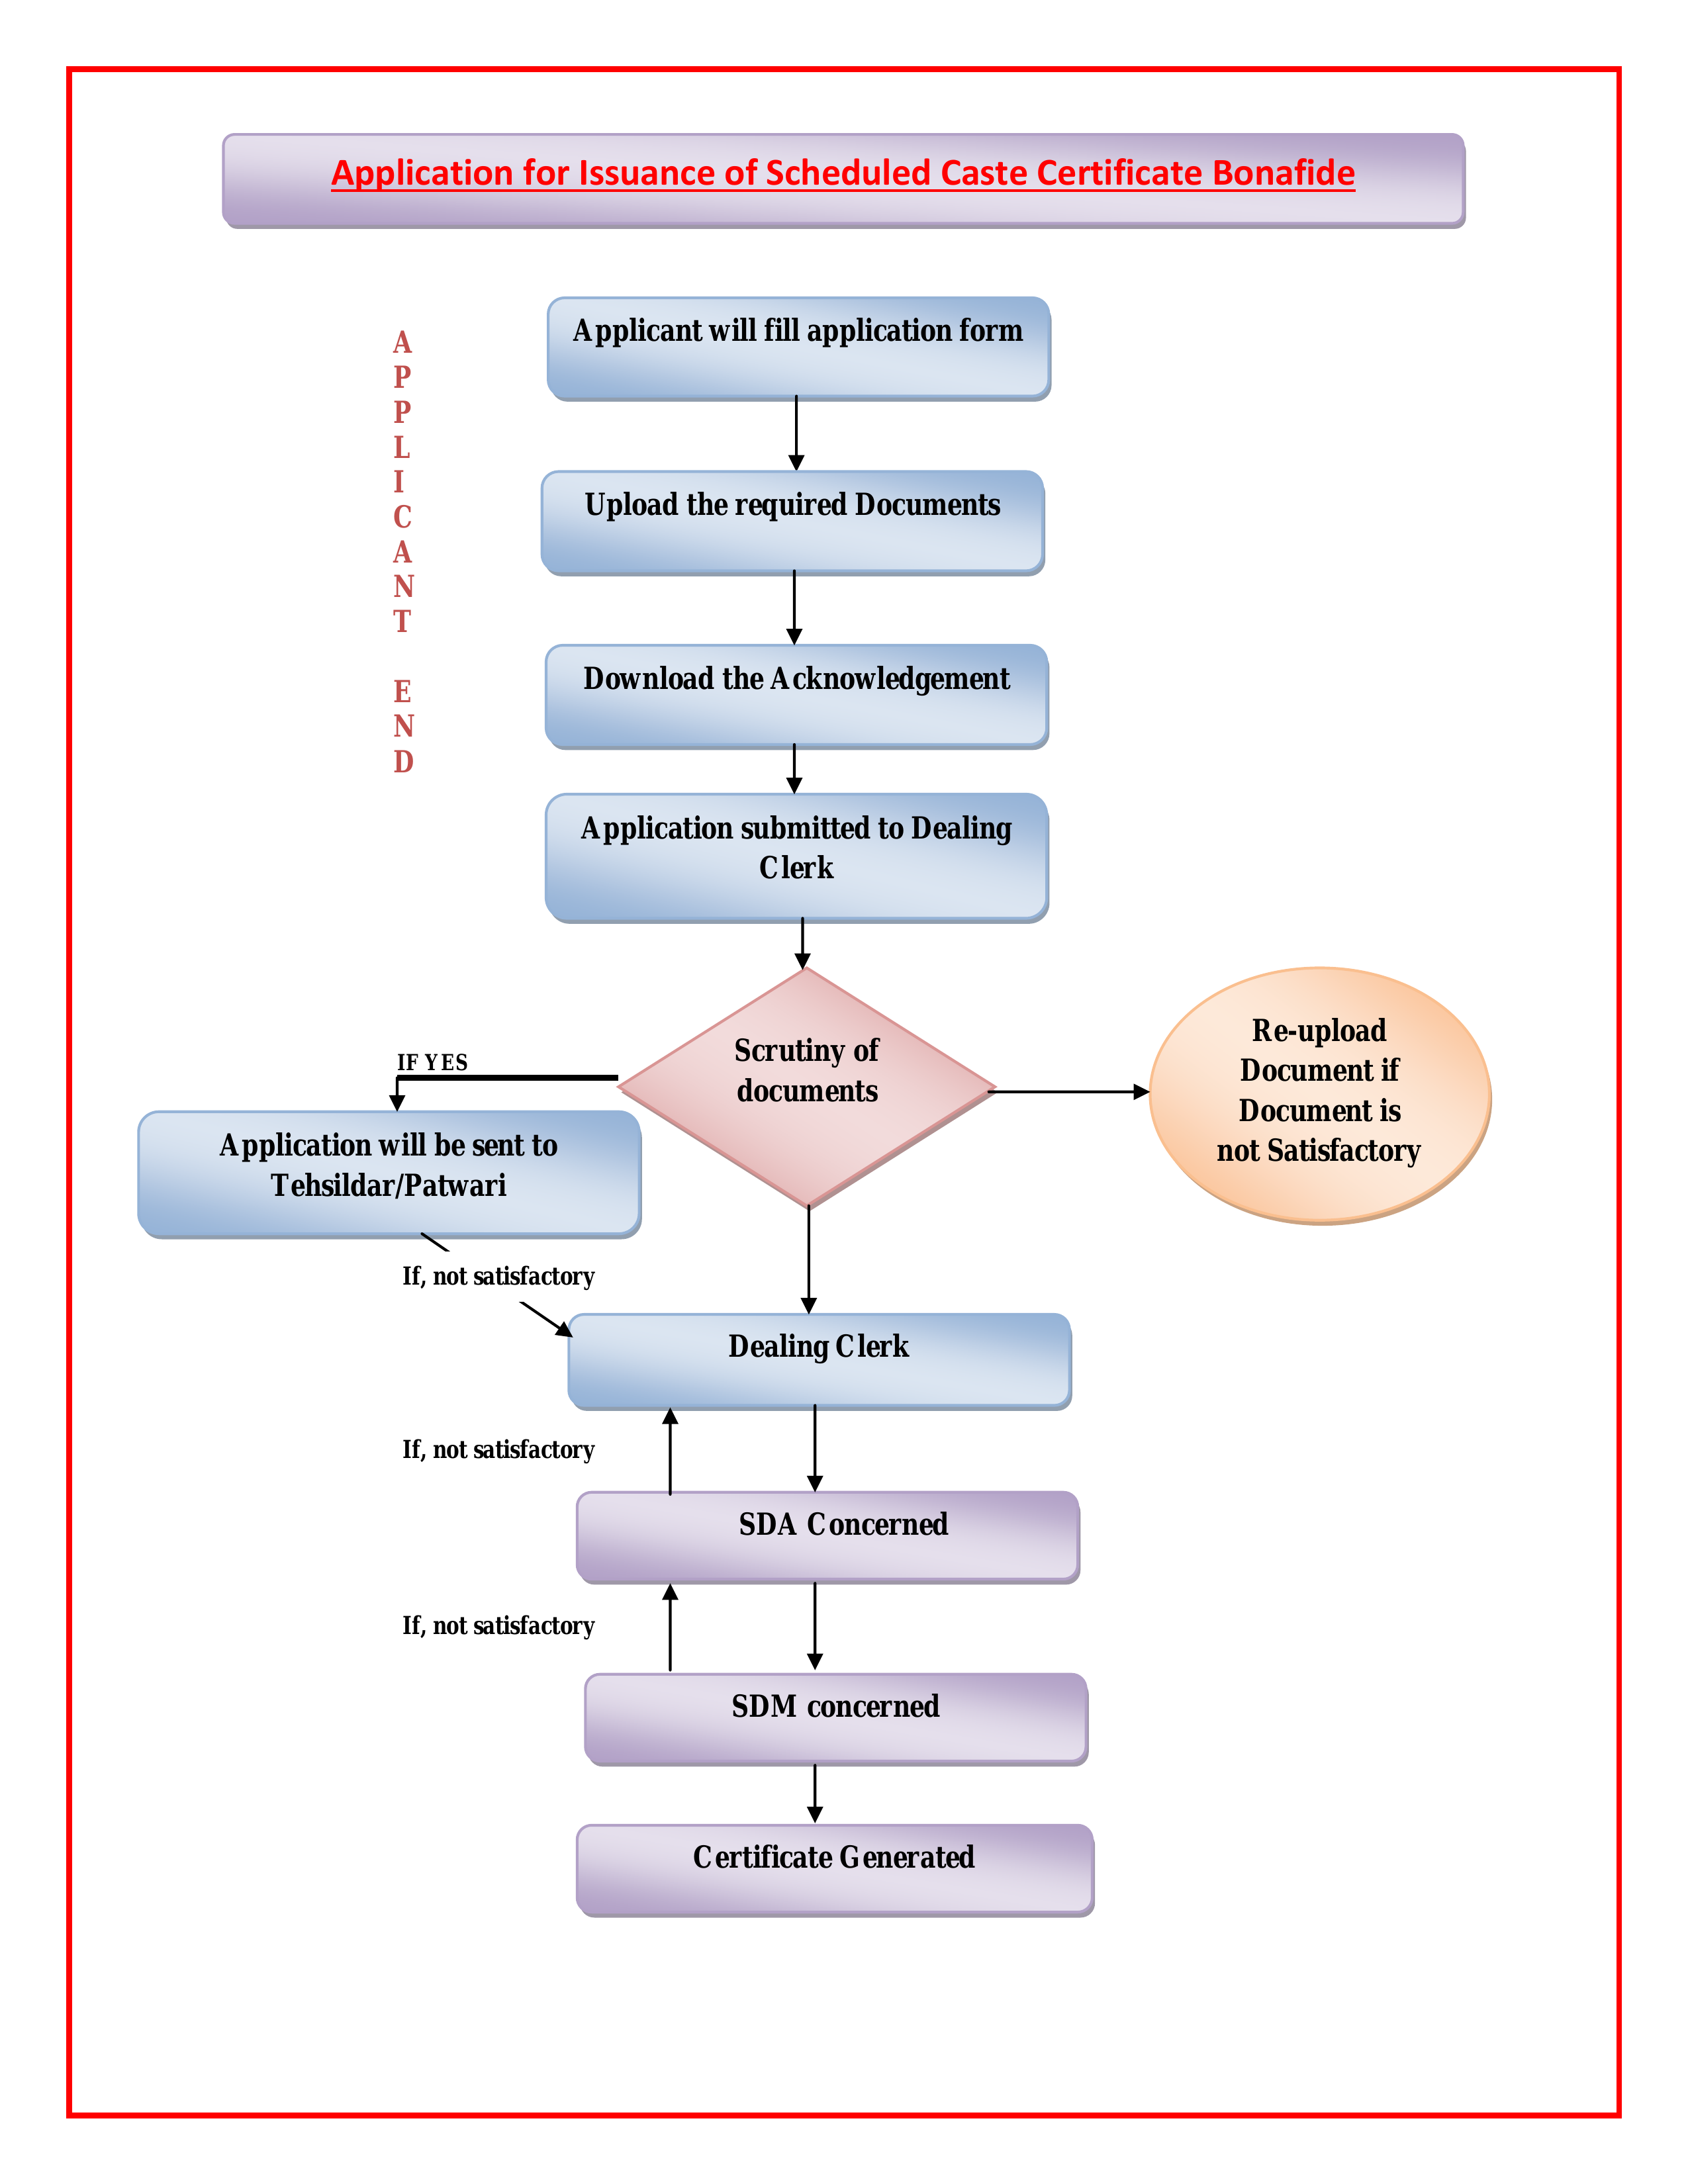 Application for Issuance of Scheduled Caste Certificate Bonafide
A
P
P
L
I
C
A
N
T
E
N
D
Applicant will fill application form
Upload the required Documents
Download the Acknowledgement
Application submitted to Dealing
Clerk
Scrutiny of
documents
Re-upload
Document if
Document is
not Satisfactory
IF YES
Application will be sent to
Tehsildar/Patwari
If, not satisfactory
Dealing Clerk
If, not satisfactory
SDA Concerned
If, not satisfactory
SDM concerned
Certificate Generated